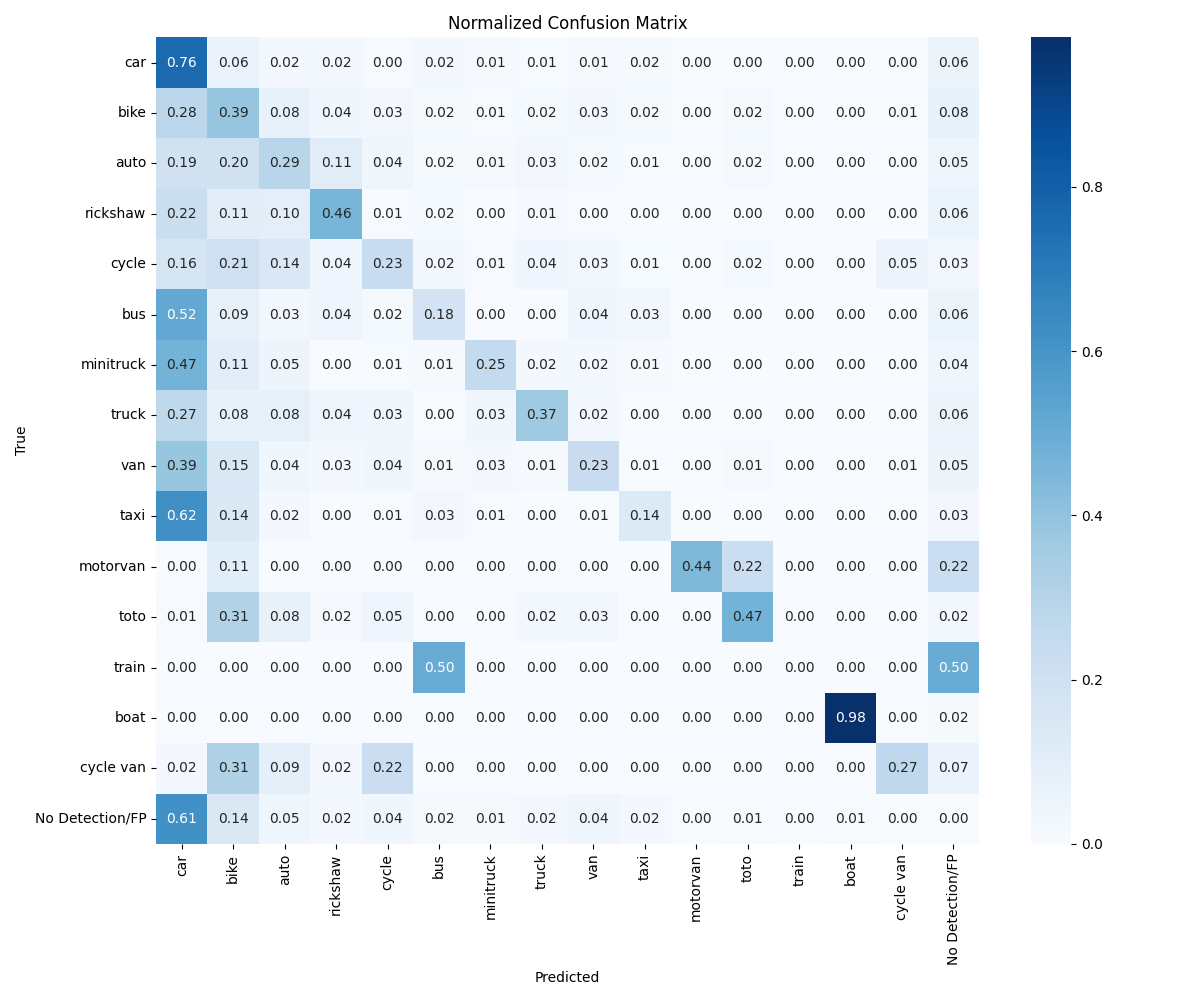 Normalized Confusion Matrix
car 0.76 0.06 0.02 0.02 0.00 0.02 0.01 0.01 0.01 0.02 0.00 0.00 0.00 0.00 0.00 0.06
bike 0.28 0.39 0.08 0.04 0.03 0.02 0.01 0.02 0.03 0.02 0.00 0.02 0.00 0.00 0.01 0.08
0.8
auto 0.19 0.20 0.29 0.11 0.04 0.02 0.01 0.03 0.02 0.01 0.00 0.02 0.00 0.00 0.00 0.05
rickshaw 0.22 0.11 0.10 0.46 0.01 0.02 0.00 0.01 0.00 0.00 0.00 0.00 0.00 0.00 0.00 0.06
cycle 0.16 0.21 0.14 0.04 0.23 0.02 0.01 0.04 0.03 0.01 0.00 0.02 0.00 0.00 0.05 0.03
bus 0.52 0.09 0.03 0.04 0.02 0.18 0.00 0.00 0.04 0.03 0.00 0.00 0.00 0.00 0.00 0.06
0.6
minitruck 0.47 0.11 0.05 0.00 0.01 0.01 0.25 0.02 0.02 0.01 0.00 0.00 0.00 0.00 0.00 0.04
truck 0.27 0.08 0.08 0.04 0.03 0.00 0.03 0.37 0.02 0.00 0.00 0.00 0.00 0.00 0.00 0.06
True
van 0.39 0.15 0.04 0.03 0.04 0.01 0.03 0.01 0.23 0.01 0.00 0.01 0.00 0.00 0.01 0.05
taxi 0.62 0.14 0.02 0.00 0.01 0.03 0.01 0.00 0.01 0.14 0.00 0.00 0.00 0.00 0.00 0.03
0.4
motorvan 0.00 0.11 0.00 0.00 0.00 0.00 0.00 0.00 0.00 0.00 0.44 0.22 0.00 0.00 0.00 0.22
toto 0.01 0.31 0.08 0.02 0.05 0.00 0.00 0.02 0.03 0.00 0.00 0.47 0.00 0.00 0.00 0.02
train 0.00 0.00 0.00 0.00 0.00 0.50 0.00 0.00 0.00 0.00 0.00 0.00 0.00 0.00 0.00 0.50
0.2
boat 0.00 0.00 0.00 0.00 0.00 0.00 0.00 0.00 0.00 0.00 0.00 0.00 0.00 0.98 0.00 0.02
cycle van 0.02 0.31 0.09 0.02 0.22 0.00 0.00 0.00 0.00 0.00 0.00 0.00 0.00 0.00 0.27 0.07
No Detection/FP 0.61 0.14 0.05 0.02 0.04 0.02 0.01 0.02 0.04 0.02 0.00 0.01 0.00 0.01 0.00 0.00
0.0
car bike auto rickshaw cycle bus minitruck truck van taxi motorvan toto train boat cycle van No Detection/FP
Predicted